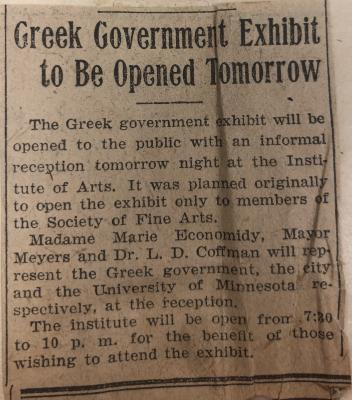 Greek Government Exhibit
to Be Opened Tomorrow
The Greek government exhibit will be
opened to the public with an informal
reception tomorrow night at the Insti-
tute of Arts. It was planned originally
to open the exhibit only to members of
the Society of Fine Arts.
Madame Marie Economidy, Mayor
Meyers and Dr. L. D. Coffman will rep-
resent the Greek government, the city
and the University of Minnesota re-
spectively, at the reception.
The institute will be open from 7:30
to 10 p. m. for the benefit of those
wishing to attend the exhibit.